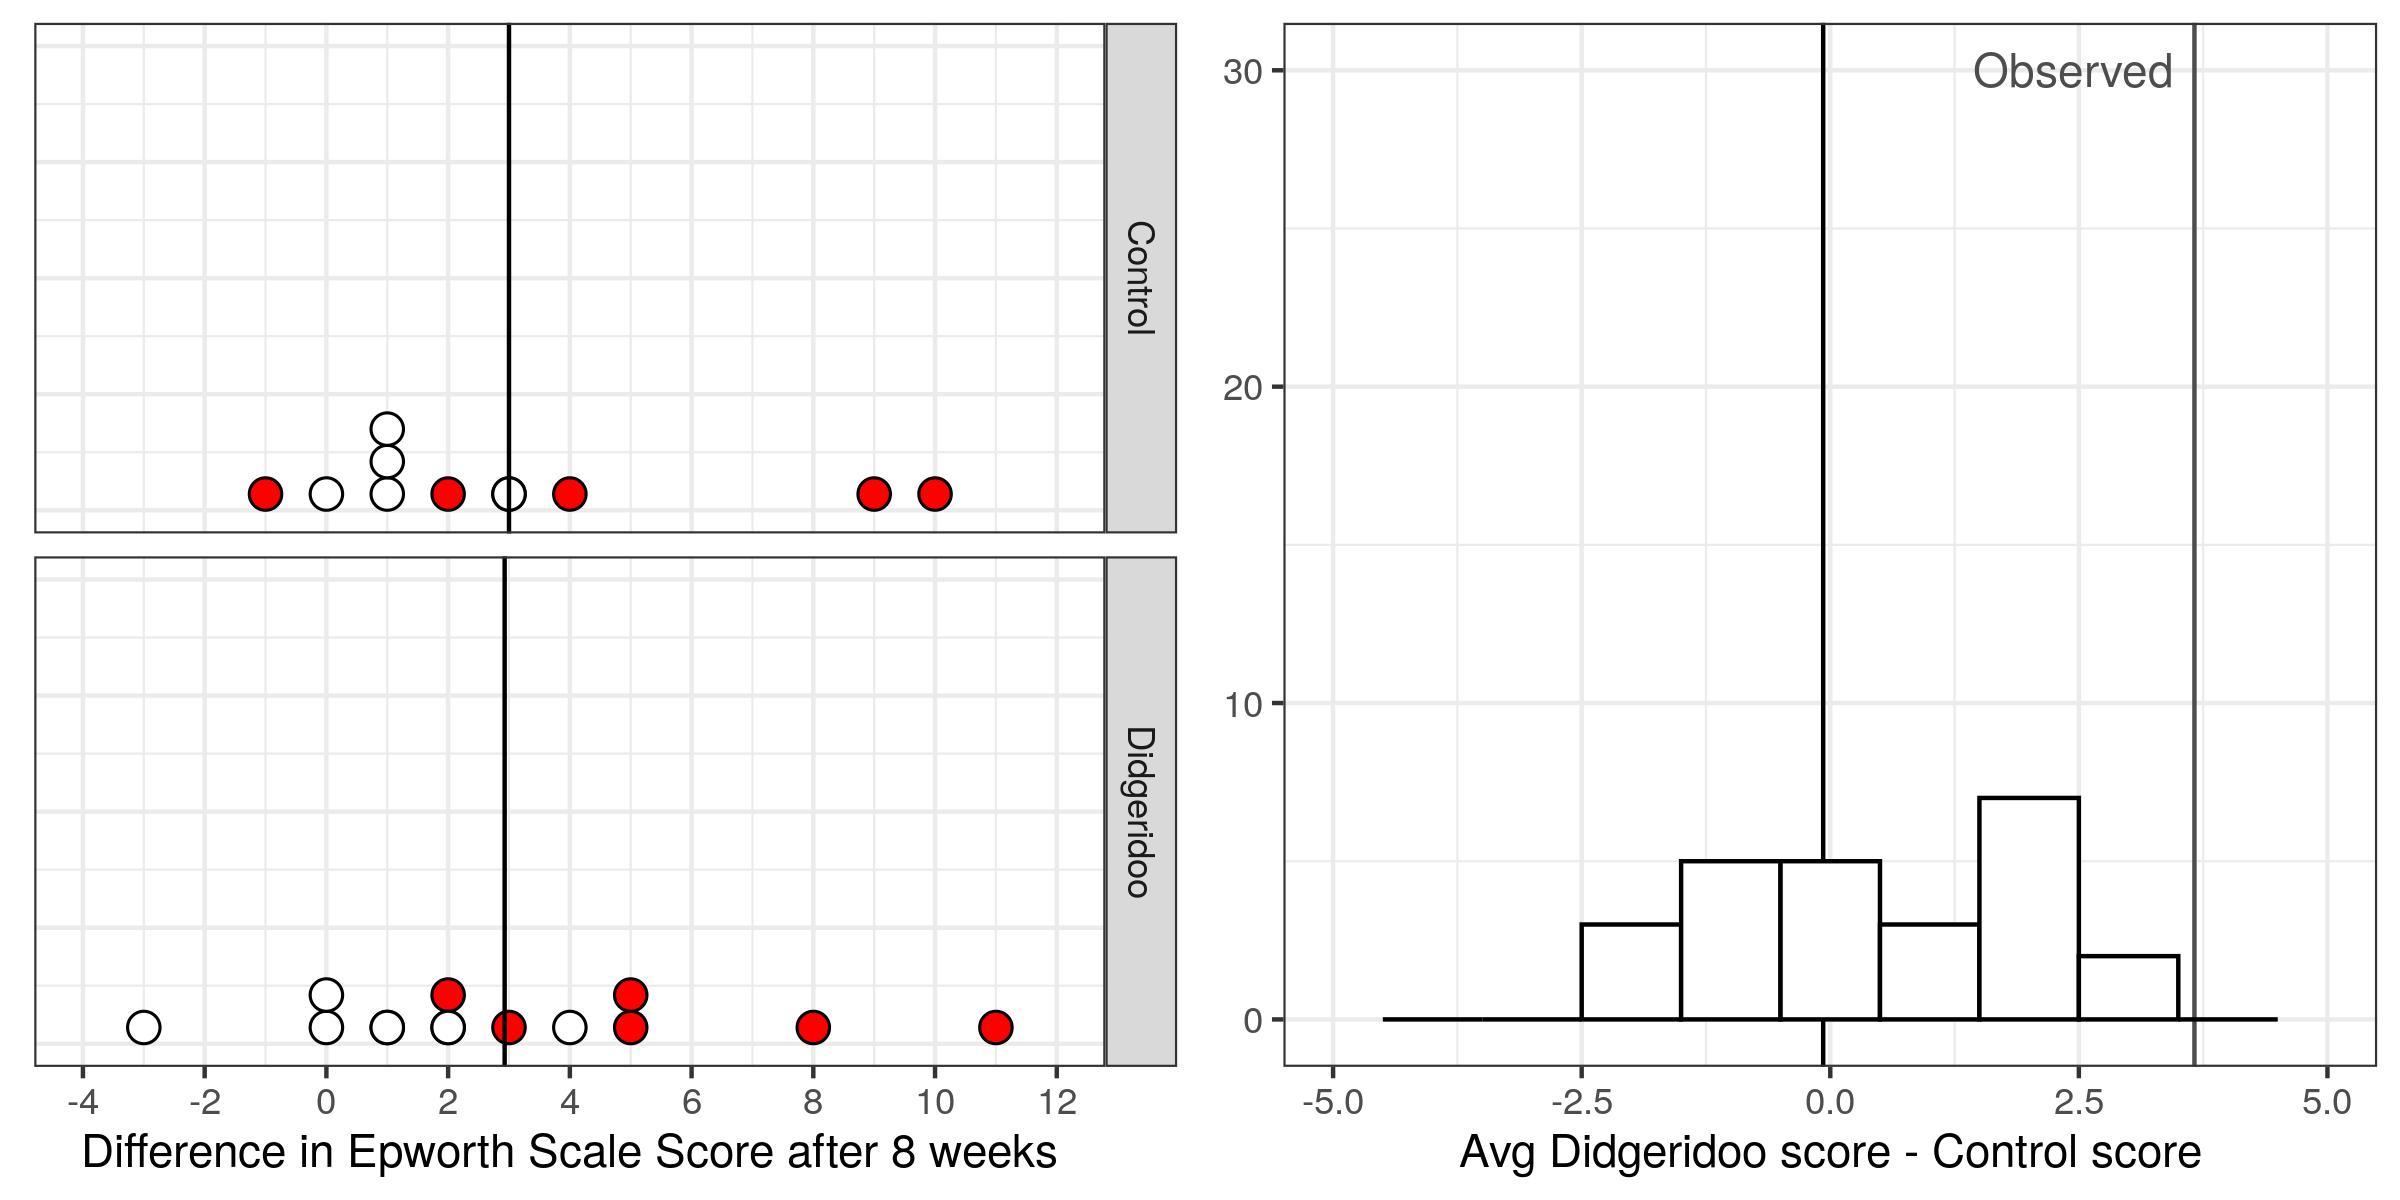 Control
Didgeridoo
-4 -2 0 2 4 6 8 10 12
Difference in Epworth Scale Score after 8 weeks
Observed
30
20
10
0
-5.0 -2.5 0.0 2.5 5.0
Avg Didgeridoo score - Control score